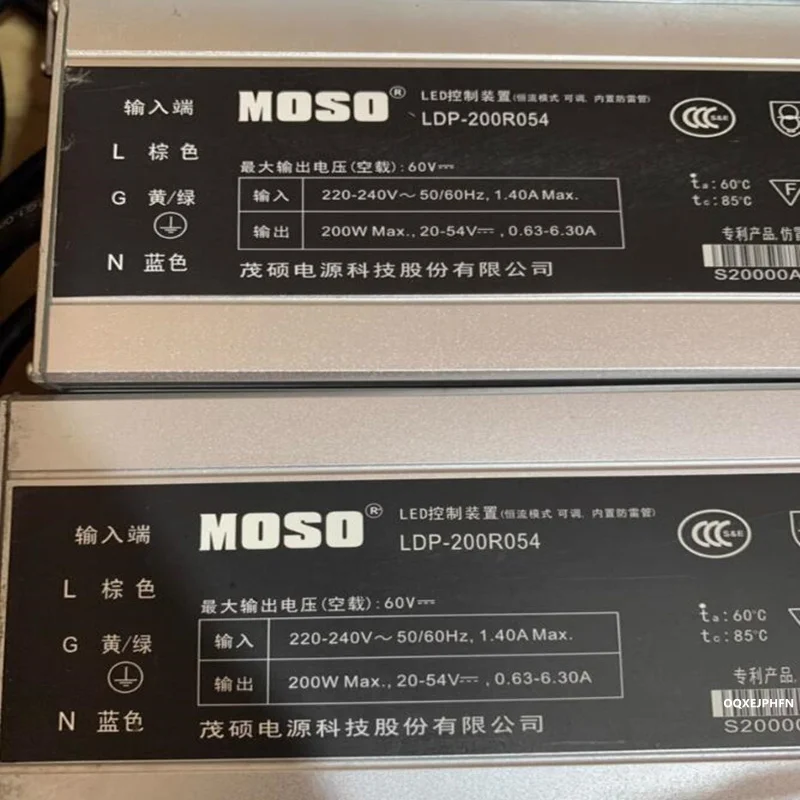 输入端
L 棕色
G 黄/绿
N 蓝色
MOSO®
LED控制装置(恒流模式 可调, 内置防雷管)
LDP-200R054
最大输出电压(空载):60V⎓
输入 220-240V～ 50/60Hz, 1.40A Max.
输出 200W Max., 20-54V⎓, 0.63-6.30A
茂硕电源科技股份有限公司
CCC S&E
ta:60℃
tc:85℃
F
专利产品,仿冒
S20000A
输入端
L 棕色
G 黄/绿
N 蓝色
MOSO®
LED控制装置(恒流模式 可调, 内置防雷管)
LDP-200R054
最大输出电压(空载):60V⎓
输入 220-240V～ 50/60Hz, 1.40A Max.
输出 200W Max., 20-54V⎓, 0.63-6.30A
茂硕电源科技股份有限公司
CCC S&E
ta:60℃
tc:85℃
专利产品,
OQXEJPHFN
S20000